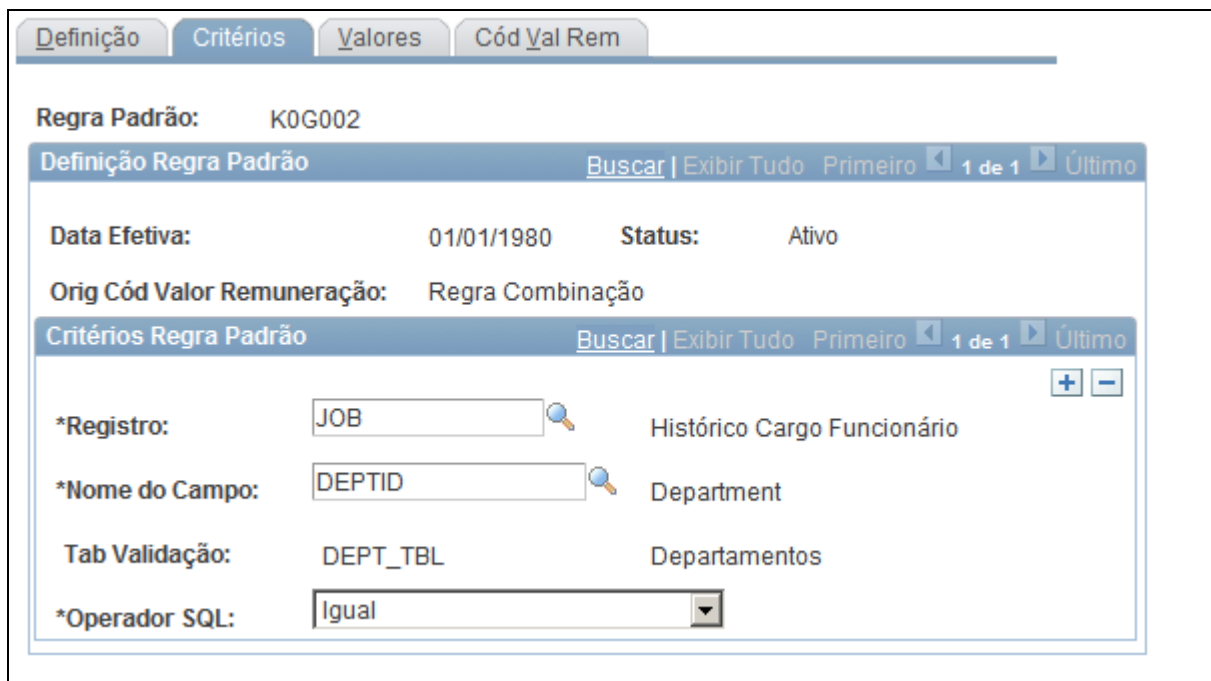 Definição Critérios Valores Cód Val Rem
Regra Padrão: K0G002
Definição Regra Padrão Buscar | Exibir Tudo Primeiro 1 de 1 Último
Data Efetiva: 01/01/1980 Status: Ativo
Orig Cód Valor Remuneração: Regra Combinação
Critérios Regra Padrão Buscar | Exibir Tudo Primeiro 1 de 1 Último
*Registro: JOB Histórico Cargo Funcionário
*Nome do Campo: DEPTID Department
Tab Validação: DEPT_TBL Departamentos
*Operador SQL: Igual